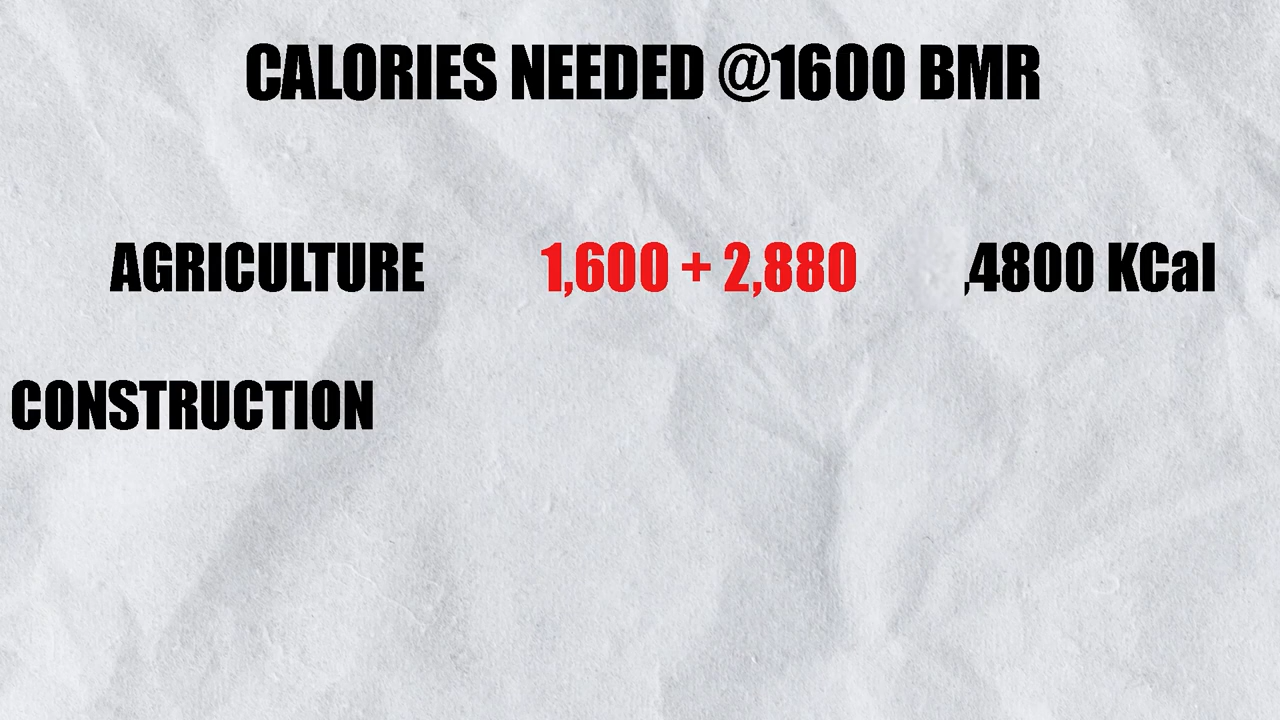 CALORIES NEEDED @1600 BMR
AGRICULTURE 1,600 + 2,880 ,4800 KCal
CONSTRUCTION